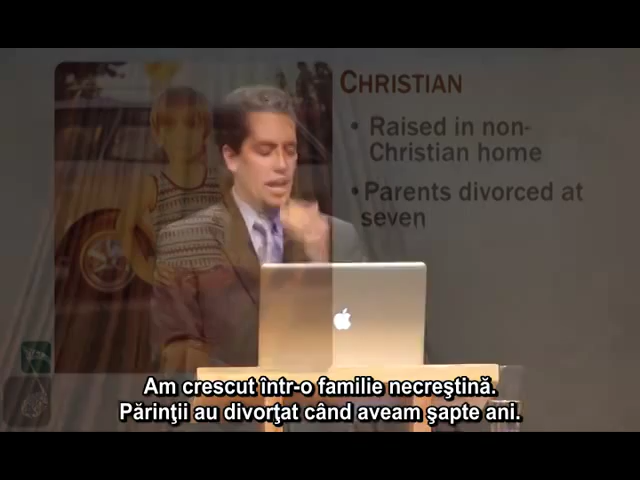 CHRISTIAN
• Raised in non-
Christian home
• Parents divorced at
seven
Am crescut într-o familie necreştină.
Părinţii au divorţat când aveam şapte ani.